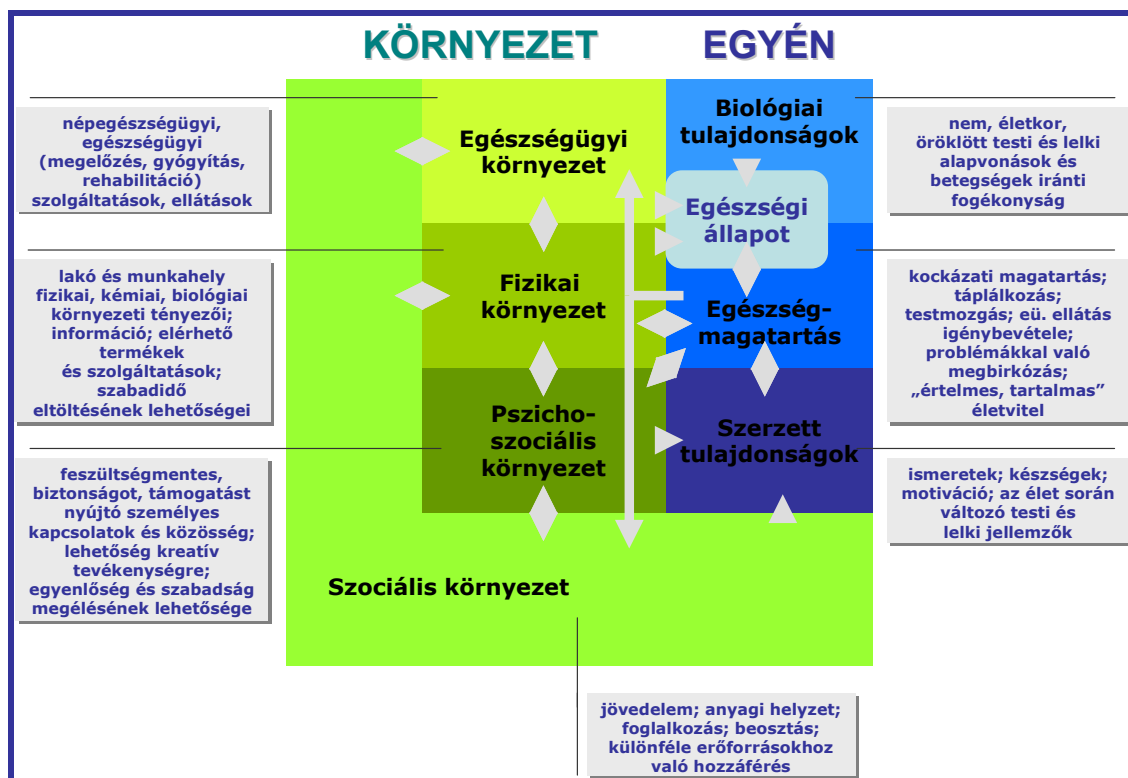 KÖRNYEZET
EGYÉN
népegészségügyi,
egészségügyi
(megelőzés, gyógyítás,
rehabilitáció)
szolgáltatások, ellátások
Egészségügyi
környezet
Biológiai
tulajdonságok
nem, életkor,
öröklött testi és lelki
alapvonások és
betegségek iránti
fogékonyság
Egészségi
állapot
lakó és munkahely
fizikai, kémiai, biológiai
környezeti tényezői;
információ; elérhető
termékek
és szolgáltatások;
szabadidő
eltöltésének lehetőségei
Fizikai
környezet
Egészség-
magatartás
kockázati magatartás;
táplálkozás;
testmozgás; eü. ellátás
igénybevétele;
problémákkal való
megbirkózás;
„értelmes, tartalmas”
életvitel
feszültségmentes,
biztonságot, támogatást
nyújtó személyes
kapcsolatok és közösség;
lehetőség kreatív
tevékenységre;
egyenlőség és szabadság
megélésének lehetősége
Pszicho-
szociális
környezet
Szerzett
tulajdonságok
ismeretek; készségek;
motiváció; az élet során
változó testi és
lelki jellemzők
Szociális környezet
jövedelem; anyagi helyzet;
foglalkozás; beosztás;
különféle erőforrásokhoz
való hozzáférés